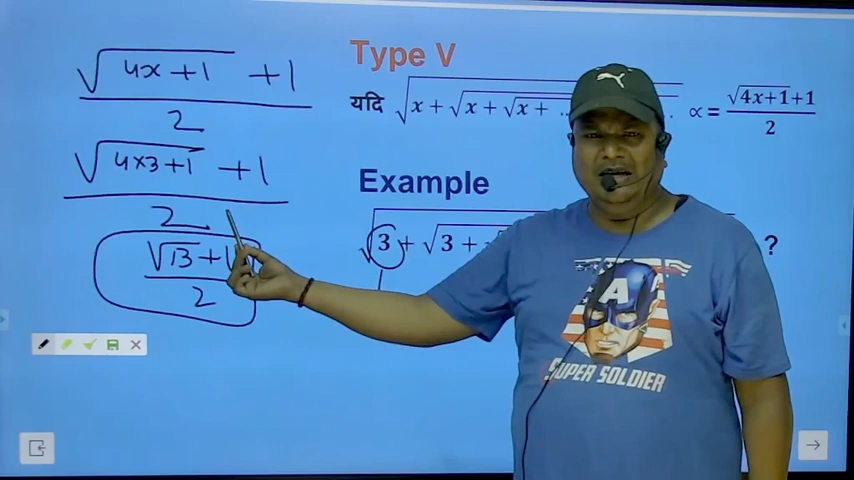 √(4x + 1) + 1
2
√(4×3+1) + 1
2
√13 + 1
2
Type V
यदि √(x + √(x + √(x + ... ∝ = (√(4x+1)+1)/2
Example
√(3 + √(3 + √ ?
A
SUPER SOLDIER